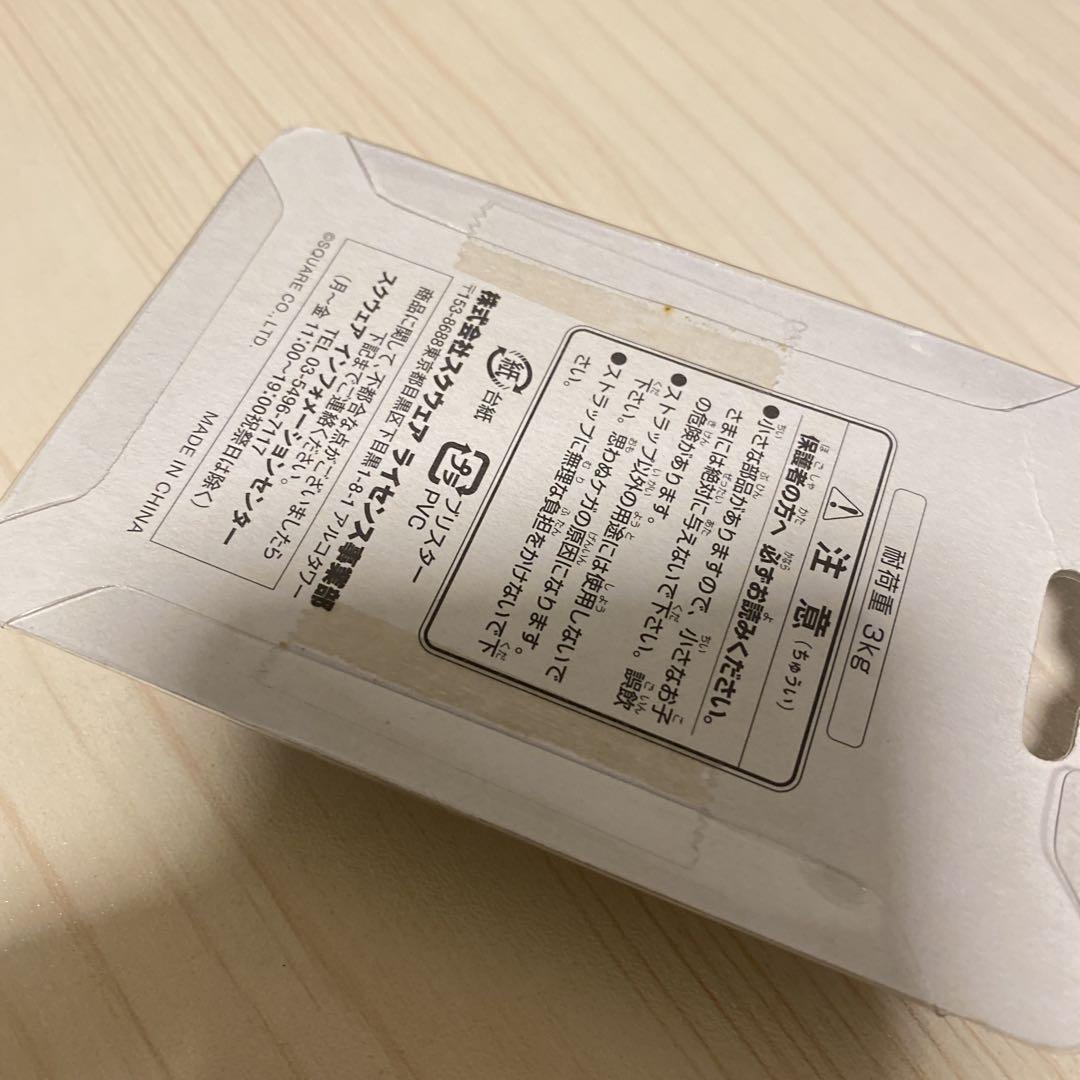 耐荷重 3kg
注意(ちゅうい)
保護者の方へ 必ずお読みください。
●小さな部品がありますので、小さなお子
さまには絶対に与えないで下さい。誤飲
の危険があります。
●ストラップ以外の用途には使用しないで
下さい。思わぬケガの原因になります。
●ストラップに無理な負担をかけないで下
さい。
紙 台紙
プラ ブリスター
PVC
株式会社スクウェア ライセンス事業部
〒153-8688東京都目黒区下目黒1-8-1アルコタワー
商品に関して、不都合な点がございましたら
下記までご連絡ください。
スクウェア インフォメーションセンター
TEL 03-5496-7117
(月~金 11:00~19:00祝祭日は除く)
©SQUARE CO., LTD.
MADE IN CHINA